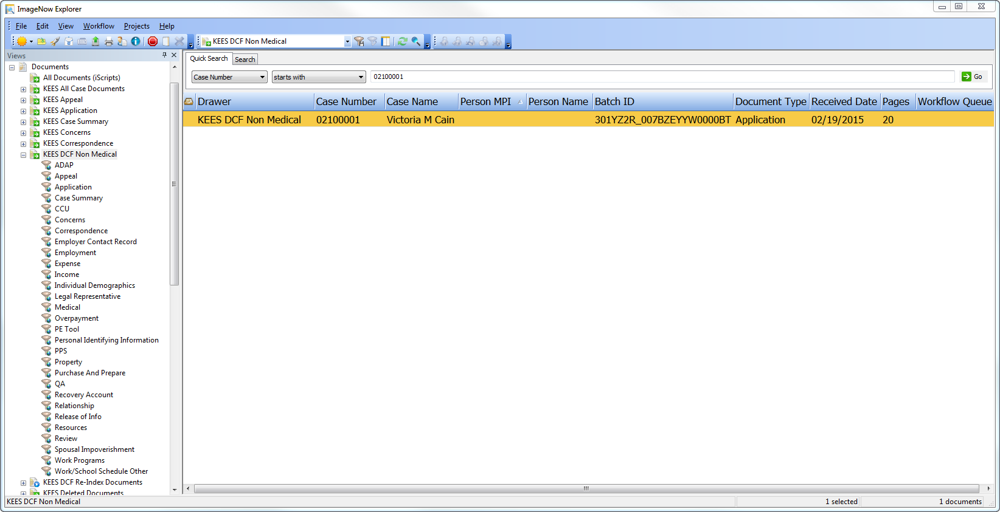 ImageNow Explorer
File Edit View Workflow Projects Help
KEES DCF Non Medical
Views
Documents
All Documents (iScripts)
KEES All Case Documents
KEES Appeal
KEES Application
KEES Case Summary
KEES Concerns
KEES Correspondence
KEES DCF Non Medical
ADAP
Appeal
Application
Case Summary
CCU
Concerns
Correspondence
Employer Contact Record
Employment
Expense
Income
Individual Demographics
Legal Representative
Medical
Overpayment
PE Tool
Personal Identifying Information
PPS
Property
Purchase And Prepare
QA
Recovery Account
Relationship
Release of Info
Resources
Review
Spousal Impoverishment
Work Programs
Work/School Schedule Other
KEES DCF Re-Index Documents
KEES Deleted Documents
Quick Search Search
Case Number starts with 02100001 Go
Drawer Case Number Case Name Person MPI Person Name Batch ID Document Type Received Date Pages Workflow Queue
KEES DCF Non Medical 02100001 Victoria M Cain 301YZ2R_007BZEYYW0000BT Application 02/19/2015 20
KEES DCF Non Medical 1 selected 1 documents